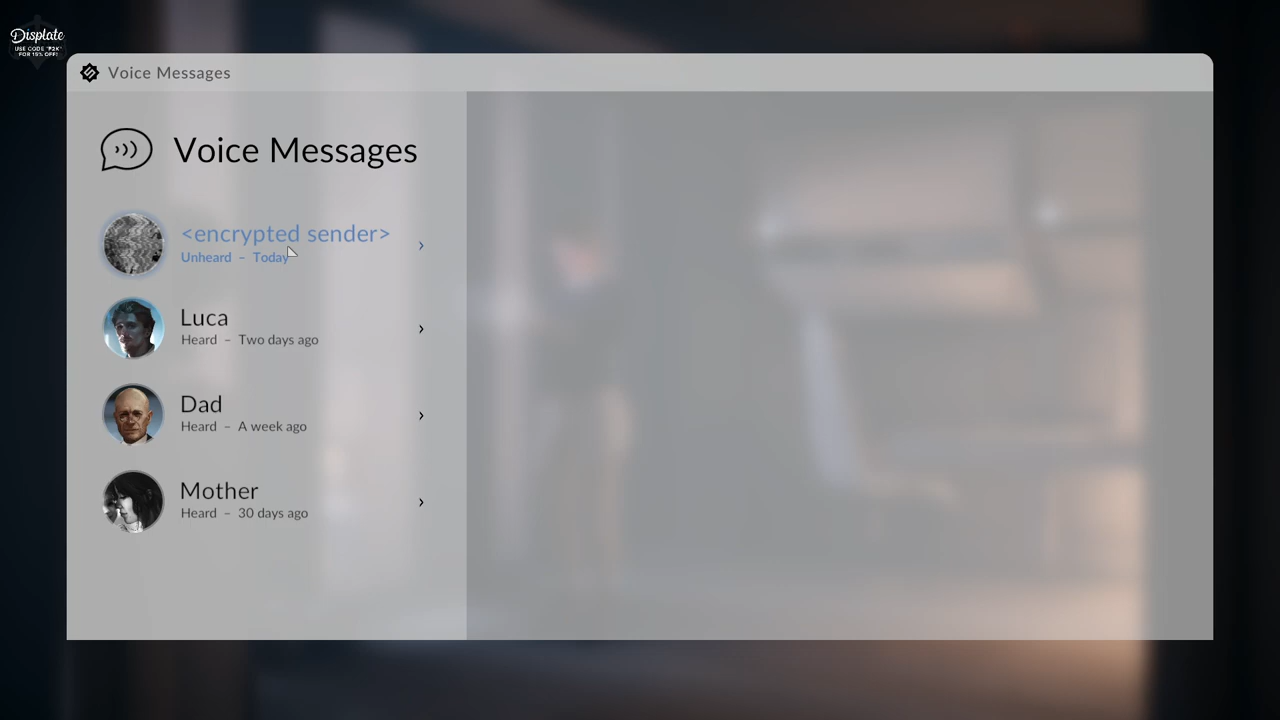 Displate
USE CODE "P2K"
FOR 15% OFF!
Voice Messages
Voice Messages
<encrypted sender>
Unheard – Today
Luca
Heard – Two days ago
Dad
Heard – A week ago
Mother
Heard – 30 days ago